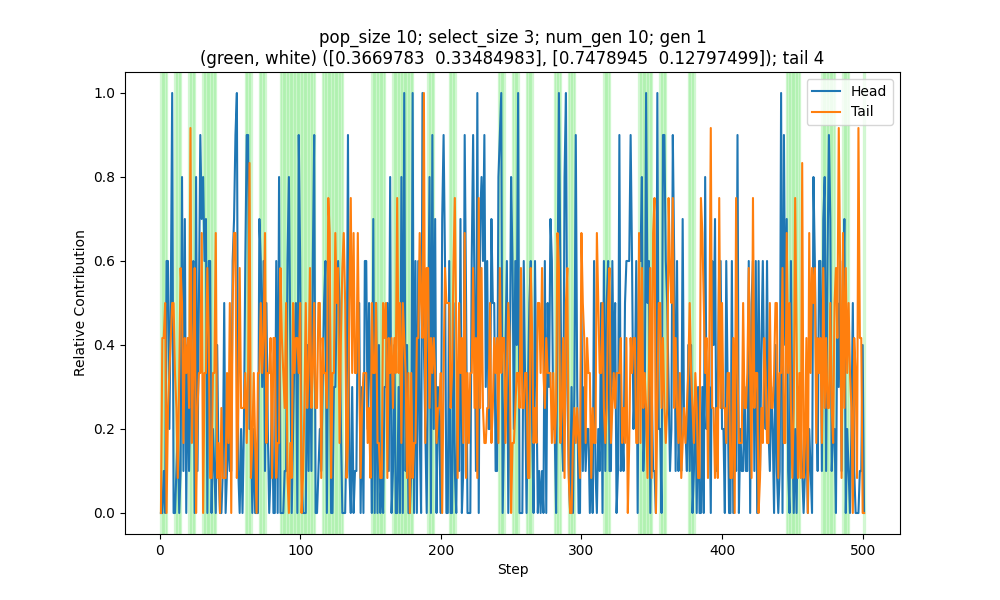 pop_size 10; select_size 3; num_gen 10; gen 1
(green, white) ([0.3669783  0.33484983], [0.7478945  0.12797499]); tail 4
Head
Tail
Relative Contribution
1.0
0.8
0.6
0.4
0.2
0.0
0
100
200
300
400
500
Step